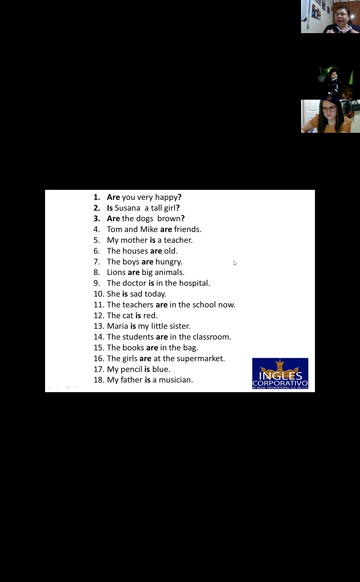 1. Are you very happy?
2. Is Susana a tall girl?
3. Are the dogs brown?
4. Tom and Mike are friends.
5. My mother is a teacher.
6. The houses are old.
7. The boys are hungry.
8. Lions are big animals.
9. The doctor is in the hospital.
10. She is sad today.
11. The teachers are in the school now.
12. The cat is red.
13. Maria is my little sister.
14. The students are in the classroom.
15. The books are in the bag.
16. The girls are at the supermarket.
17. My pencil is blue.
18. My father is a musician.
INGLES
CORPORATIVO